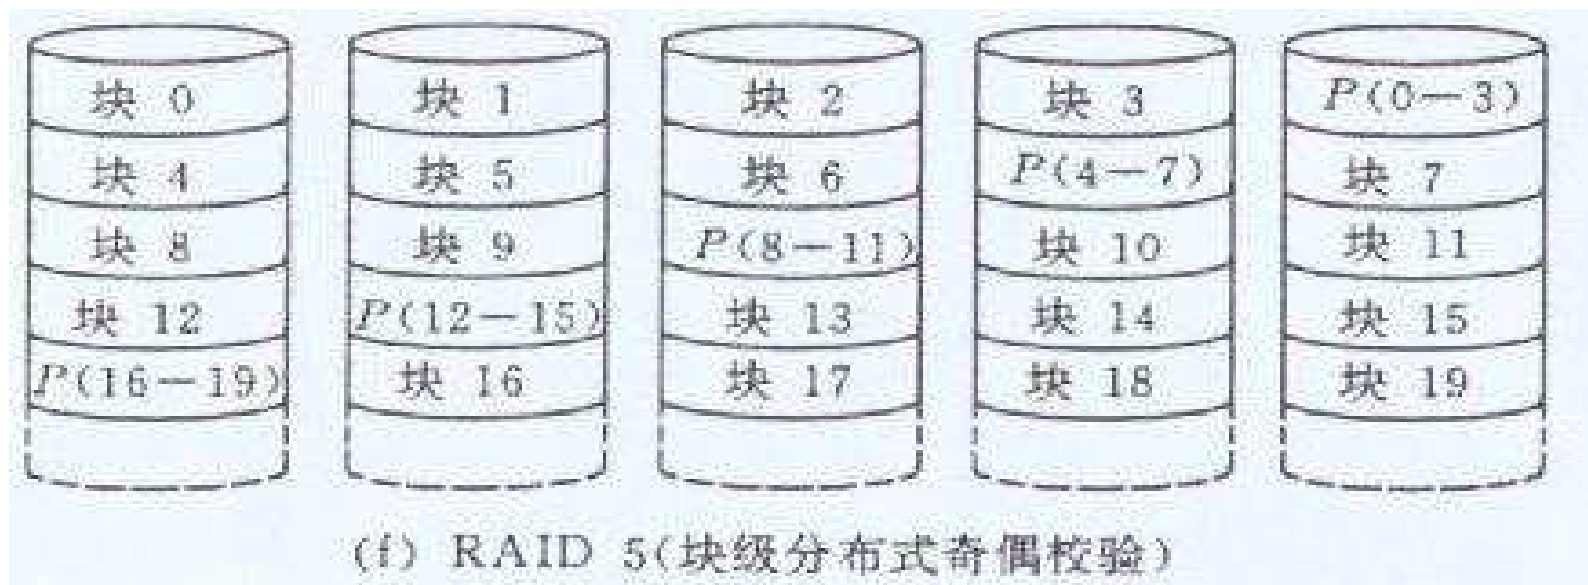 块 0 块 1 块 2 块 3 P(0—3)
块 4 块 5 块 6 P(4—7) 块 7
块 8 块 9 P(8—11) 块 10 块 11
块 12 P(12—15) 块 13 块 14 块 15
P(16—19) 块 16 块 17 块 18 块 19
(f) RAID 5(块级分布式奇偶校验)